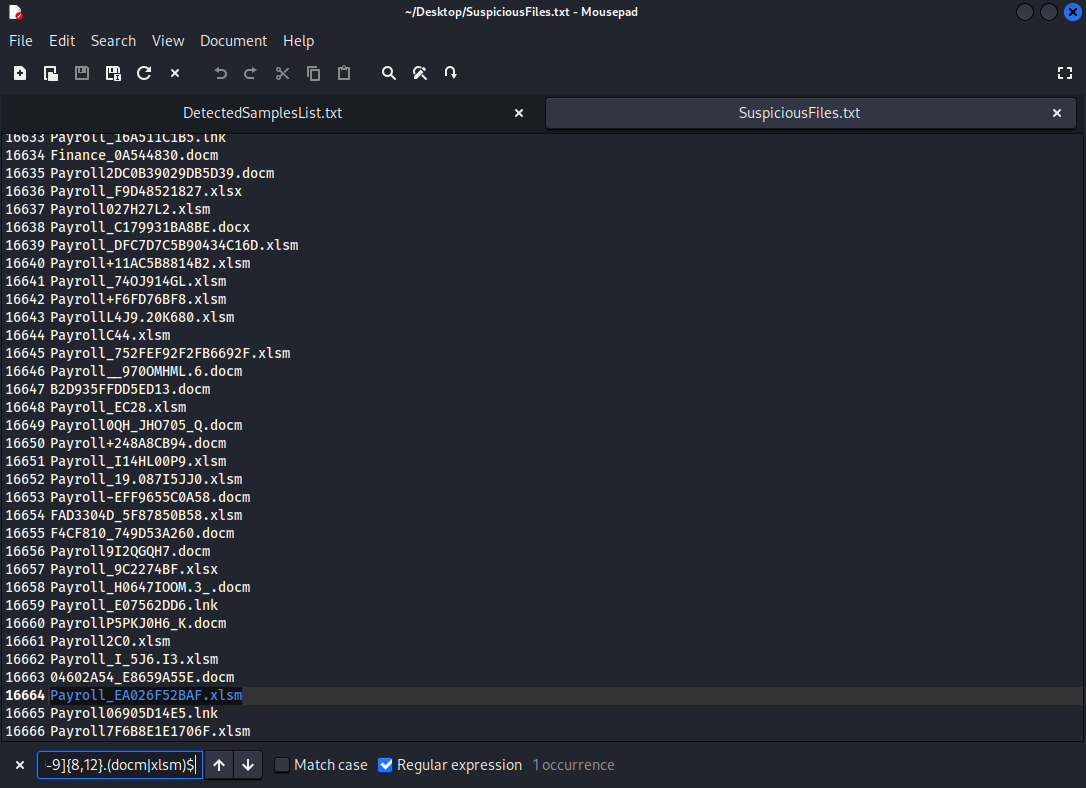 ~/Desktop/SuspiciousFiles.txt - Mousepad
File Edit Search View Document Help
DetectedSamplesList.txt SuspiciousFiles.txt
16633 Payroll_16A511C1B5.lnk
16634 Finance_0A544830.docm
16635 Payroll2DC0B39029DB5D39.docm
16636 Payroll_F9D48521827.xlsx
16637 Payroll027H27L2.xlsm
16638 Payroll_C179931BA8BE.docx
16639 Payroll_DFC7D7C5B90434C16D.xlsm
16640 Payroll+11AC5B8814B2.xlsm
16641 Payroll_74OJ914GL.xlsm
16642 Payroll+F6FD76BF8.xlsm
16643 PayrollL4J9.20K680.xlsm
16644 PayrollC44.xlsm
16645 Payroll_752FEF92F2FB6692F.xlsm
16646 Payroll__970OMHML.6.docm
16647 B2D935FFDD5ED13.docm
16648 Payroll_EC28.xlsm
16649 Payroll0QH_JHO705_Q.docm
16650 Payroll+248A8CB94.docm
16651 Payroll_I14HL00P9.xlsm
16652 Payroll_19.087I5JJ0.xlsm
16653 Payroll-EFF9655C0A58.docm
16654 FAD3304D_5F87850B58.xlsm
16655 F4CF810_749D53A260.docm
16656 Payroll9I2QGQH7.docm
16657 Payroll_9C2274BF.xlsx
16658 Payroll_H0647IOOM.3_.docm
16659 Payroll_E07562DD6.lnk
16660 PayrollP5PKJ0H6_K.docm
16661 Payroll2C0.xlsm
16662 Payroll_I_5J6.I3.xlsm
16663 04602A54_E8659A55E.docm
16664 Payroll_EA026F52BAF.xlsm
16665 Payroll06905D14E5.lnk
16666 Payroll7F6B8E1E1706F.xlsm
-9]{8,12}.(docm|xlsm)$ Match case Regular expression 1 occurrence